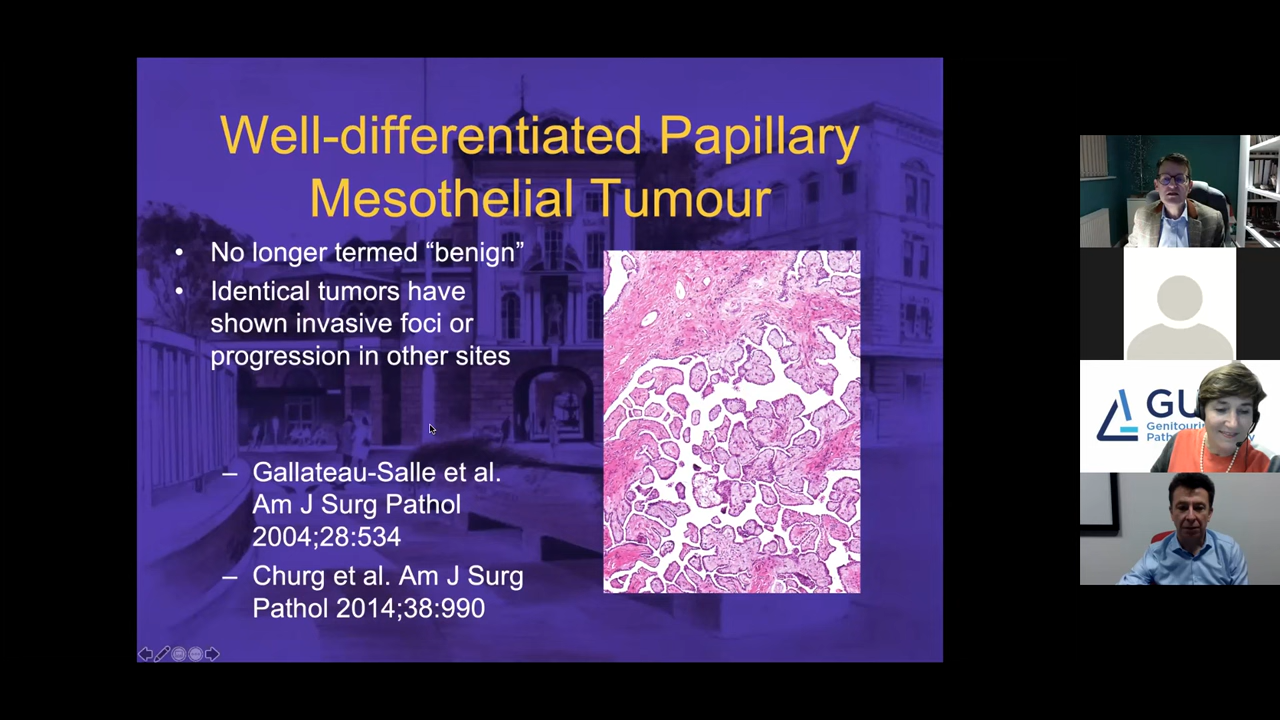 Well-differentiated Papillary
Mesothelial Tumour
• No longer termed “benign”
• Identical tumors have
shown invasive foci or
progression in other sites
– Gallateau-Salle et al.
Am J Surg Pathol
2004;28:534
– Churg et al. Am J Surg
Pathol 2014;38:990
GU